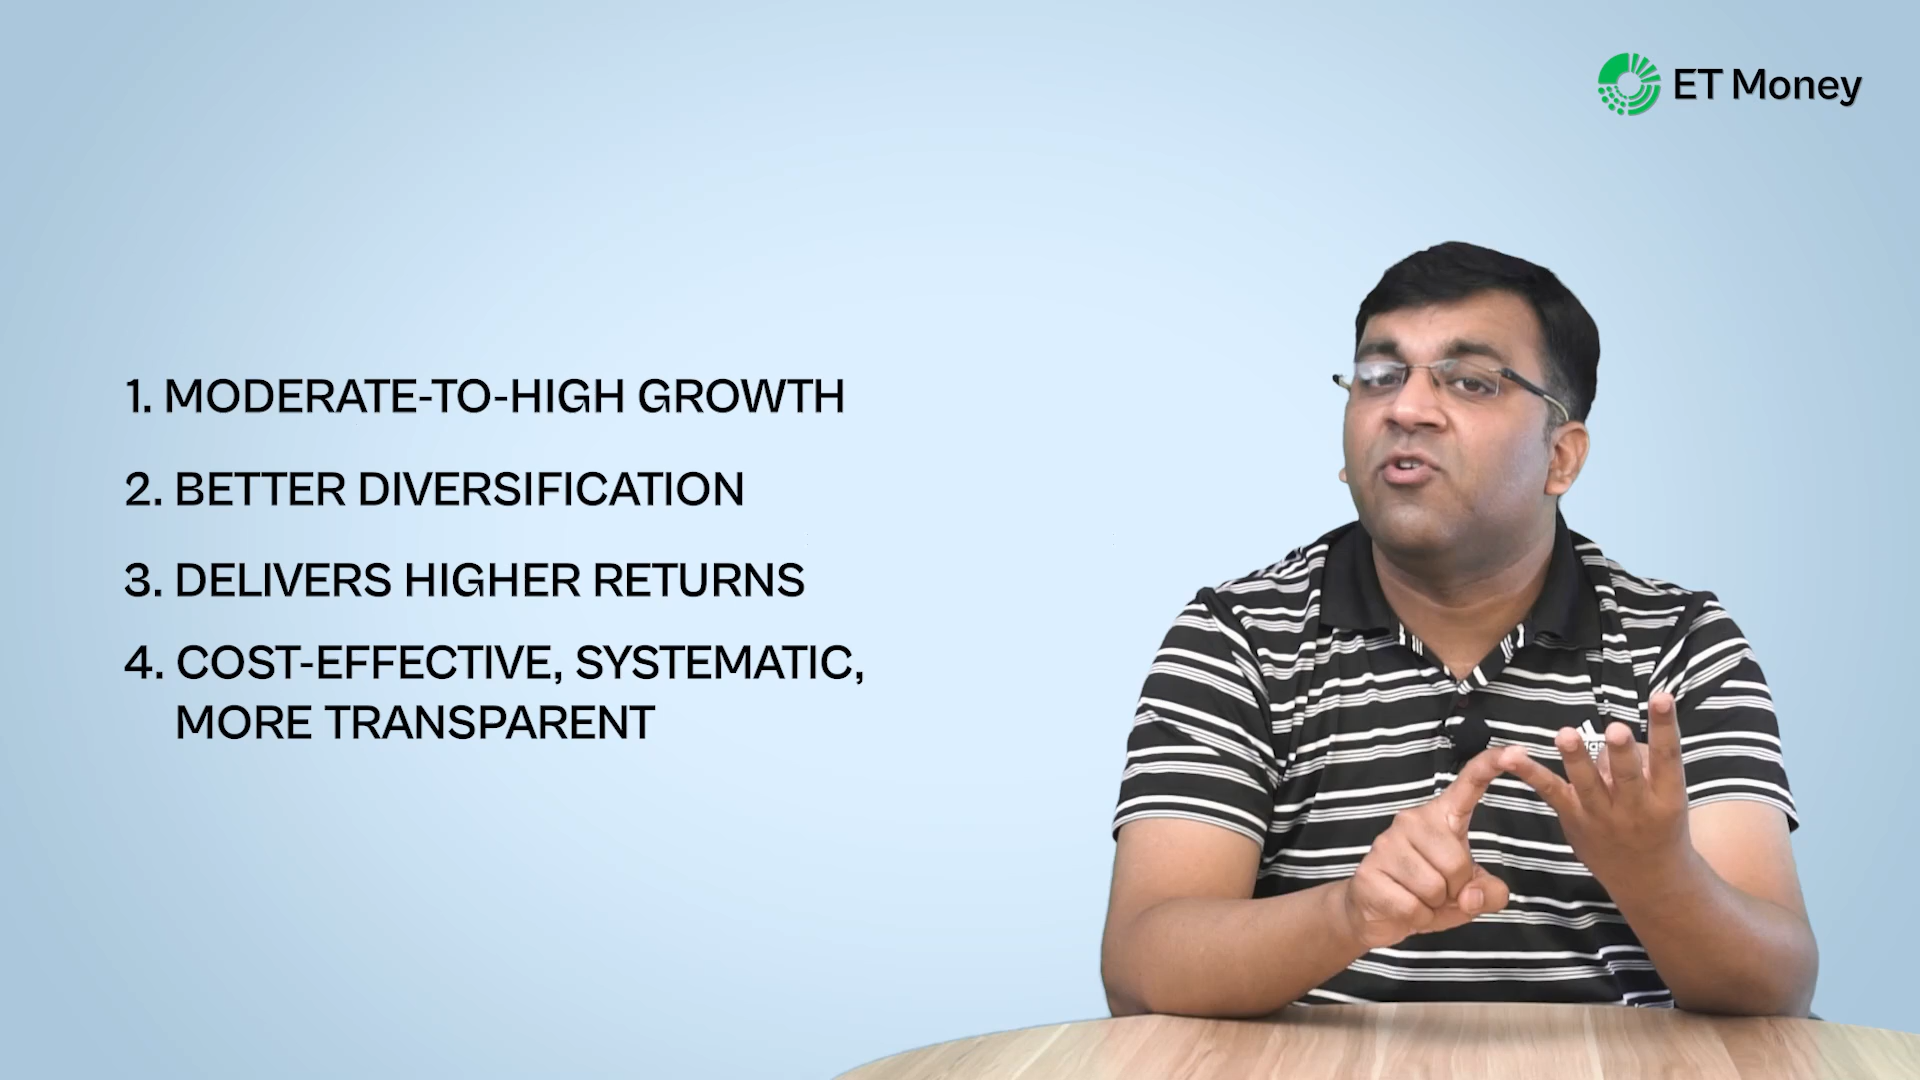 ET Money
1. MODERATE-TO-HIGH GROWTH
2. BETTER DIVERSIFICATION
3. DELIVERS HIGHER RETURNS
4. COST-EFFECTIVE, SYSTEMATIC,
MORE TRANSPARENT